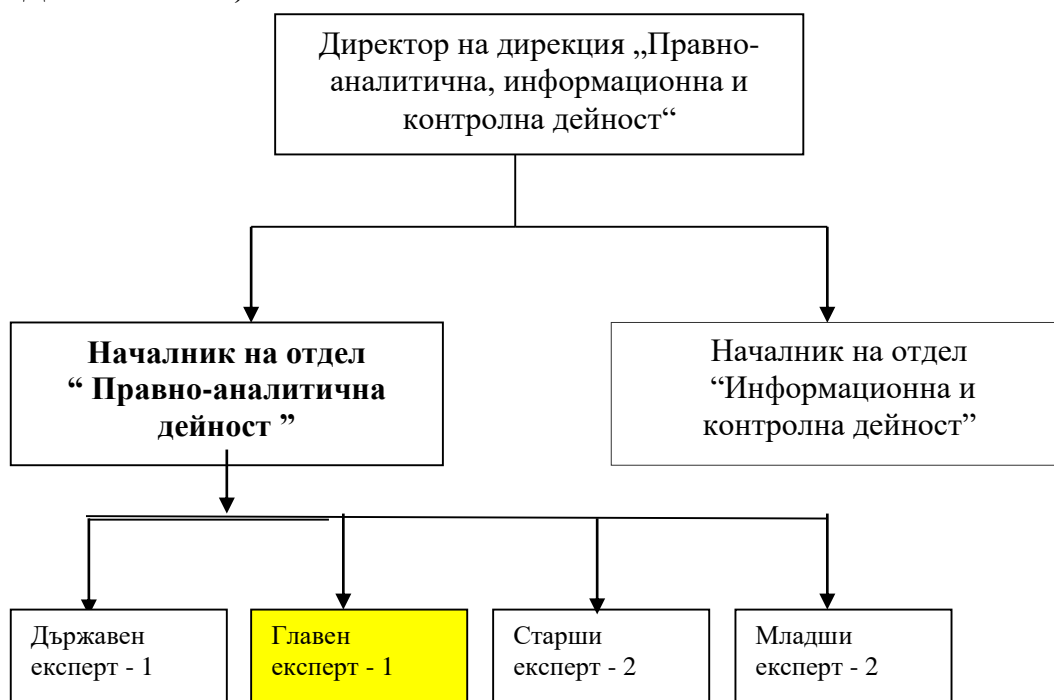 Директор на дирекция „Правно-
аналитична, информационна и
контролна дейност“
Началник на отдел
“ Правно-аналитична
дейност ”
Началник на отдел
“Информационна и
контролна дейност”
Държавен
експерт - 1
Главен
експерт - 1
Старши
експерт - 2
Младши
експерт - 2